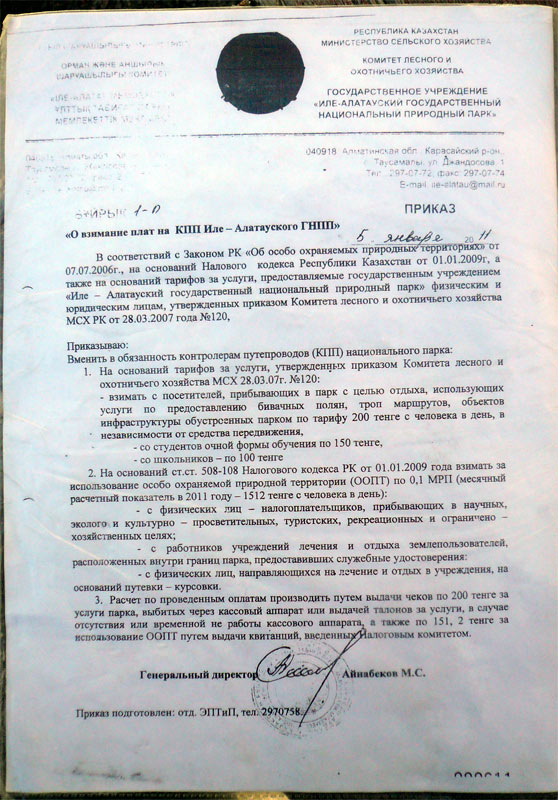 РЕСПУБЛИКА КАЗАХСТАН
МИНИСТЕРСТВО СЕЛЬСКОГО ХОЗЯЙСТВА
КОМИТЕТ ЛЕСНОГО И
ОХОТНИЧЬЕГО ХОЗЯЙСТВА
ГОСУДАРСТВЕННОЕ УЧРЕЖДЕНИЕ
«ИЛЕ-АЛАТАУСКИЙ ГОСУДАРСТВЕННЫЙ
НАЦИОНАЛЬНЫЙ ПРИРОДНЫЙ ПАРК»
ОРМАН ЖӘНЕ АҢШЫЛЫҚ
ШАРУАШЫЛЫҒЫ КОМИТЕТІ
040918 Алматинская обл. Карасайский р-он,
с. Таусамалы, ул. Джандосова 1
Тел.: 297-07-72, факс 297-07-74
E-mail: ile-alatau@mail.ru
БҰЙРЫҚ 1-П
ПРИКАЗ
5 января 2011
«О взимание плат на КПП Иле – Алатауского ГНПП»
В соответствий с Законом РК «Об особо охраняемых природных территориях» от
07.07.2006г., на оснований Налового кодекса Республики Казахстан от 01.01.2009г, а
также на оснований тарифов за услуги, предоставляемые государственным учреждением
«Иле – Алатауский государственный национальный природный парк» физическим и
юридическим лицам, утвержденных приказом Комитета лесного и охотничьего хозяйства
МСХ РК от 28.03.2007 года №120,
Приказываю:
Вменить в обязанность контролерам путепроводов (КПП) национального парка:
1. На оснований тарифов за услуги, утвержденных приказом Комитета лесного и
охотничьего хозяйства МСХ 28.03.07г. №120:
- взимать с посетителей, прибывающих в парк с целью отдыха, использующих
услуги по предоставлению бивачных полян, троп маршрутов, объектов
инфраструктуры обустроенных парком по тарифу 200 тенге с человека в день, в
независимости от средства передвижения,
- со студентов очной формы обучения по 150 тенге,
- со школьников – по 100 тенге
2. На оснований ст.ст. 508-108 Налогового кодекса РК от 01.01.2009 года взимать за
использование особо охраняемой природной территории (ООПТ) по 0,1 МРП (месячный
расчетный показатель в 2011 году – 1512 тенге с человека в день):
- с физических лиц – налогоплательщиков, прибывающих в научных,
эколого и культурно – просветительных, туристских, рекреационных и ограничено –
хозяйственных целях;
- с работников учреждений лечения и отдыха землепользователей,
расположенных внутри границ парка, предоставивших служебные удостоверения:
- с физических лиц, направляющихся на лечение и отдых в учреждения, на
оснований путевки – курсовки.
3. Расчет по проведенным оплатам производить путем выдачи чеков по 200 тенге за
услуги парка, выбитых через кассовый аппарат или выдачей талонов за услуги, в случае
отсутствия или временной не работы кассового аппарата, а также по 151, 2 тенге за
использование ООПТ путем выдачи квитанций, введенных Налоговым комитетом.
Генеральный директор Айнабеков М.С.
Приказ подготовлен: отд. ЭПТиП, тел. 2970758.